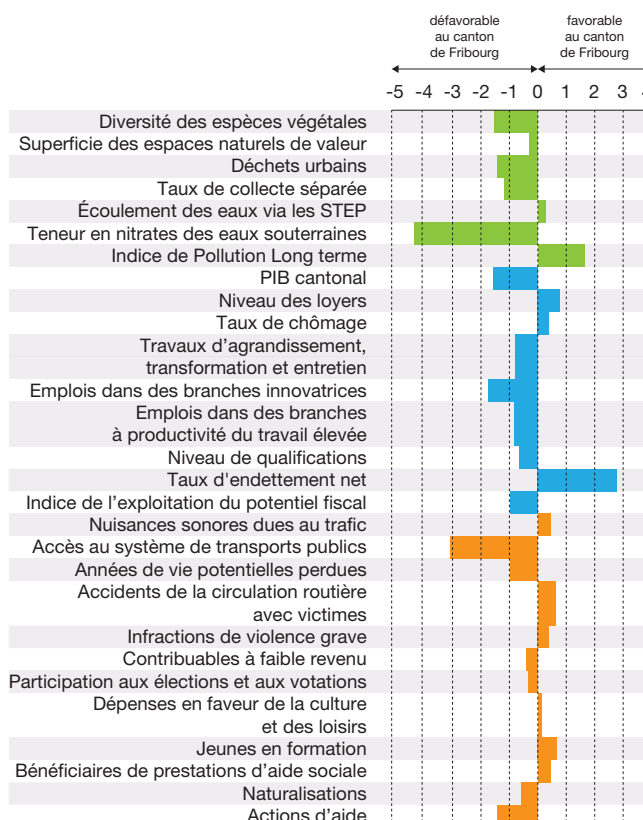 défavorable
au canton
de Fribourg
favorable
au canton
de Fribourg
-5 -4 -3 -2 -1 0 1 2 3
Diversité des espèces végétales
Superficie des espaces naturels de valeur
Déchets urbains
Taux de collecte séparée
Écoulement des eaux via les STEP
Teneur en nitrates des eaux souterraines
Indice de Pollution Long terme
PIB cantonal
Niveau des loyers
Taux de chômage
Travaux d'agrandissement,
transformation et entretien
Emplois dans des branches innovatrices
Emplois dans des branches
à productivité du travail élevée
Niveau de qualifications
Taux d'endettement net
Indice de l'exploitation du potentiel fiscal
Nuisances sonores dues au trafic
Accès au système de transports publics
Années de vie potentielles perdues
Accidents de la circulation routière
avec victimes
Infractions de violence grave
Contribuables à faible revenu
Participation aux élections et aux votations
Dépenses en faveur de la culture
et des loisirs
Jeunes en formation
Bénéficiaires de prestations d'aide sociale
Naturalisations
Actions d'aide